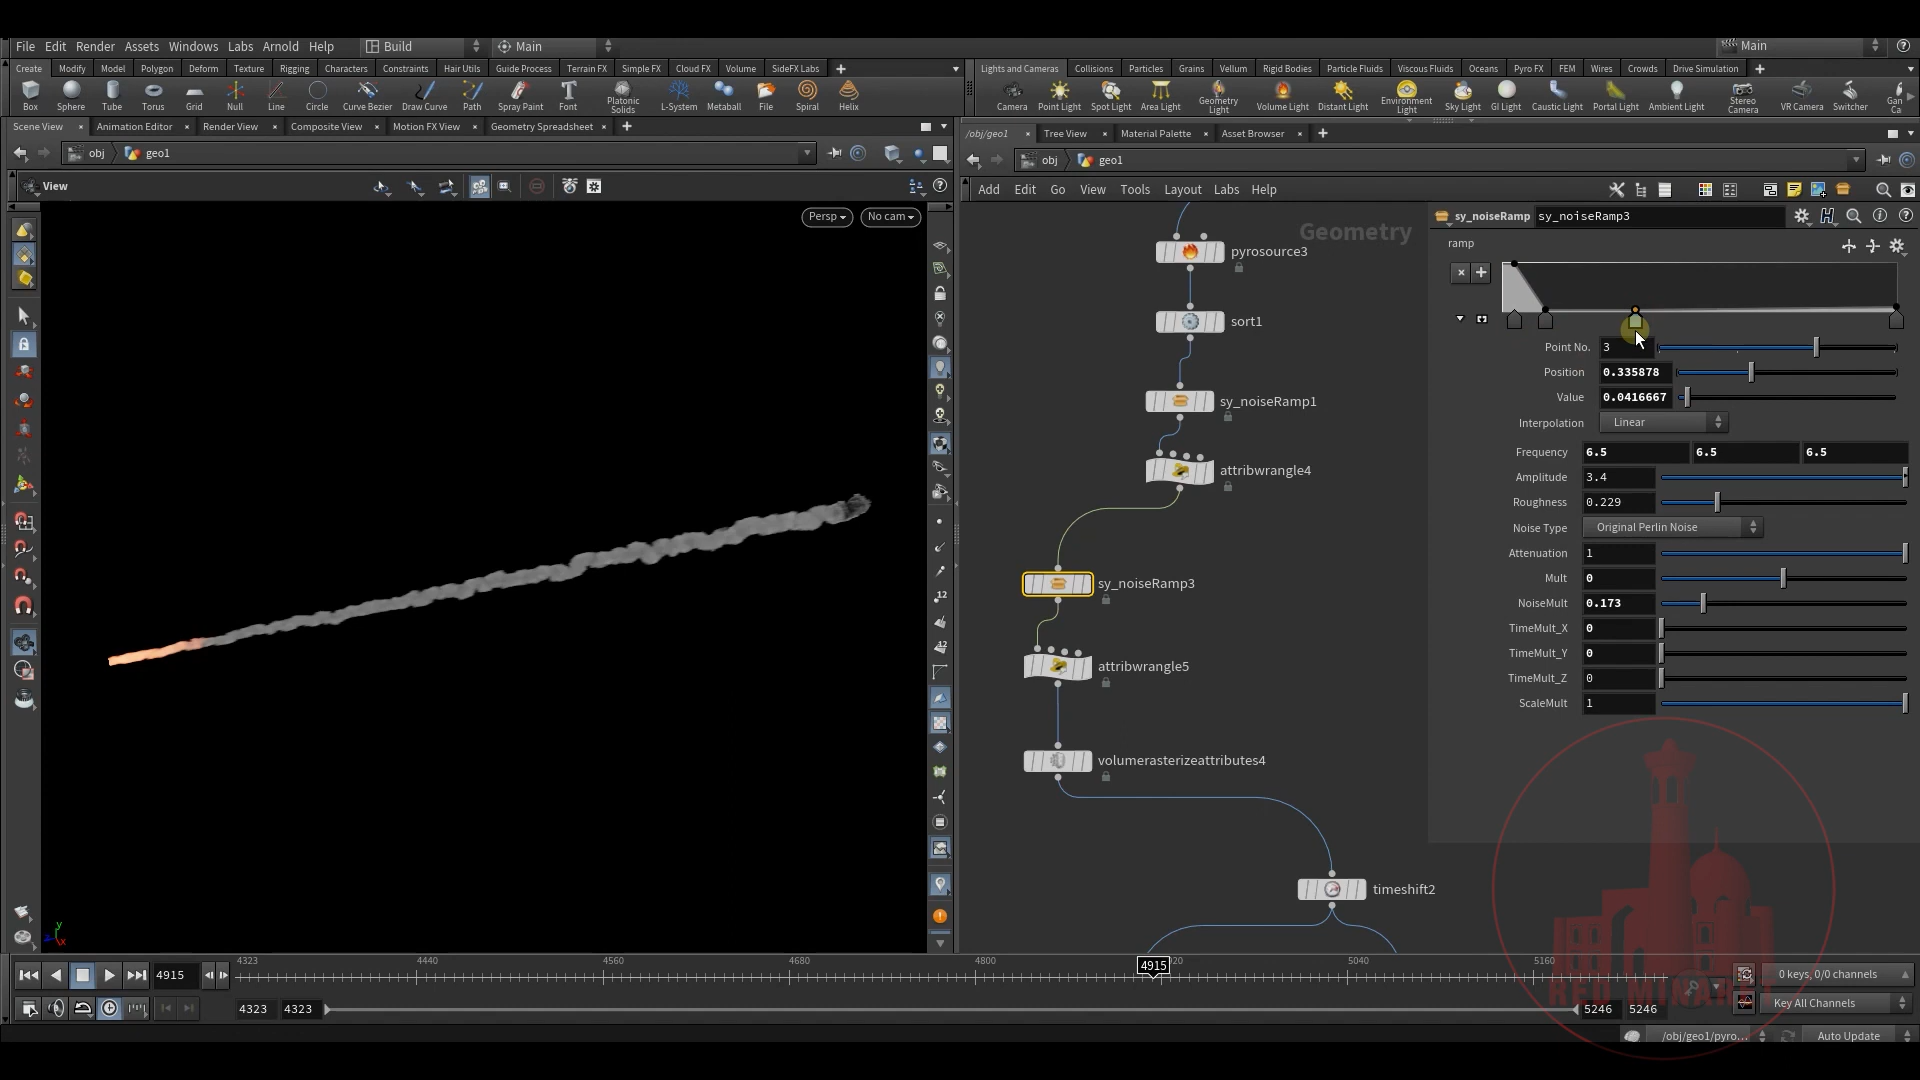 File Edit Render Assets Windows Labs Arnold Help Build Main Main
Create Modify Model Polygon Deform Texture Rigging Characters Constraints Hair Utils Guide Process Terrain FX Simple FX Cloud FX Volume SideFX Labs
Lights and Cameras Collisions Particles Grains Vellum Rigid Bodies Particle Fluids Viscous Fluids Oceans Pyro FX FEM Wires Crowds Drive Simulation
Box Sphere Tube Torus Grid Null Line Circle Curve Bezier Draw Curve Path Spray Paint Font Platonic Solids L-System Metaball File Spiral Helix
Camera Point Light Spot Light Area Light Geometry Light Volume Light Distant Light Environment Light Sky Light GI Light Caustic Light Portal Light Ambient Light Stereo Camera VR Camera Switcher Gan Ca
Scene View Animation Editor Render View Composite View Motion FX View Geometry Spreadsheet
/obj/geo1 Tree View Material Palette Asset Browser
obj geo1
obj geo1
View
Add Edit Go View Tools Layout Labs Help
Persp No cam
Geometry
sy_noiseRamp sy_noiseRamp3
ramp
pyrosource3
sort1
sy_noiseRamp1
attribwrangle4
sy_noiseRamp3
attribwrangle5
volumerasterizeattributes4
timeshift2
Point No. 3
Position 0.335878
Value 0.0416667
Interpolation Linear
Frequency 6.5 6.5 6.5
Amplitude 3.4
Roughness 0.229
Noise Type Original Perlin Noise
Attenuation 1
Mult 0
NoiseMult 0.173
TimeMult_X 0
TimeMult_Y 0
TimeMult_Z 0
ScaleMult 1
12
12
y
z
x
4915
4323 4440 4560 4680 4800 4915 20 5040 5160
0 keys, 0/0 channels
4323 4323 5246 5246
Key All Channels
RED MINARET
/obj/geo1/pyro... Auto Update